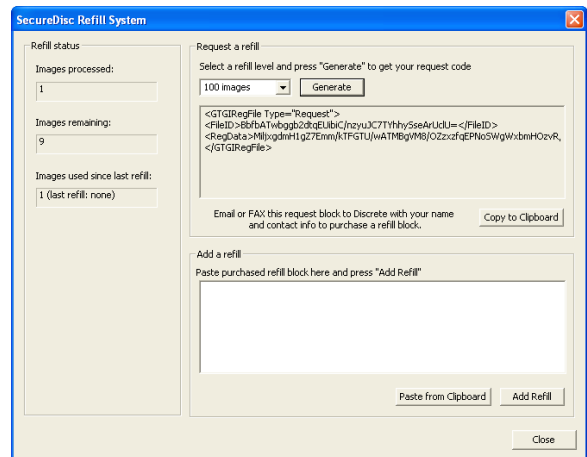 SecureDisc Refill System
Refill status
Images processed:
1
Images remaining:
9
Images used since last refill:
1 (last refill: none)
Request a refill
Select a refill level and press "Generate" to get your request code
100 images
Generate
<GTGIRegFile Type="Request">
<FileID>BbfbATwbggb2dtqEUibiC/nzyuJC7TYhhySseArUclU=</FileID>
<RegData>MiljxgdmH1gZ7Emm/kTFGTU/wATMBgVM8/OZzxzfqEPNoSWgWxbmHOzvR,
</GTGIRegFile>
Email or FAX this request block to Discrete with your name
and contact info to purchase a refill block.
Copy to Clipboard
Add a refill
Paste purchased refill block here and press "Add Refill"
Paste from Clipboard
Add Refill
Close